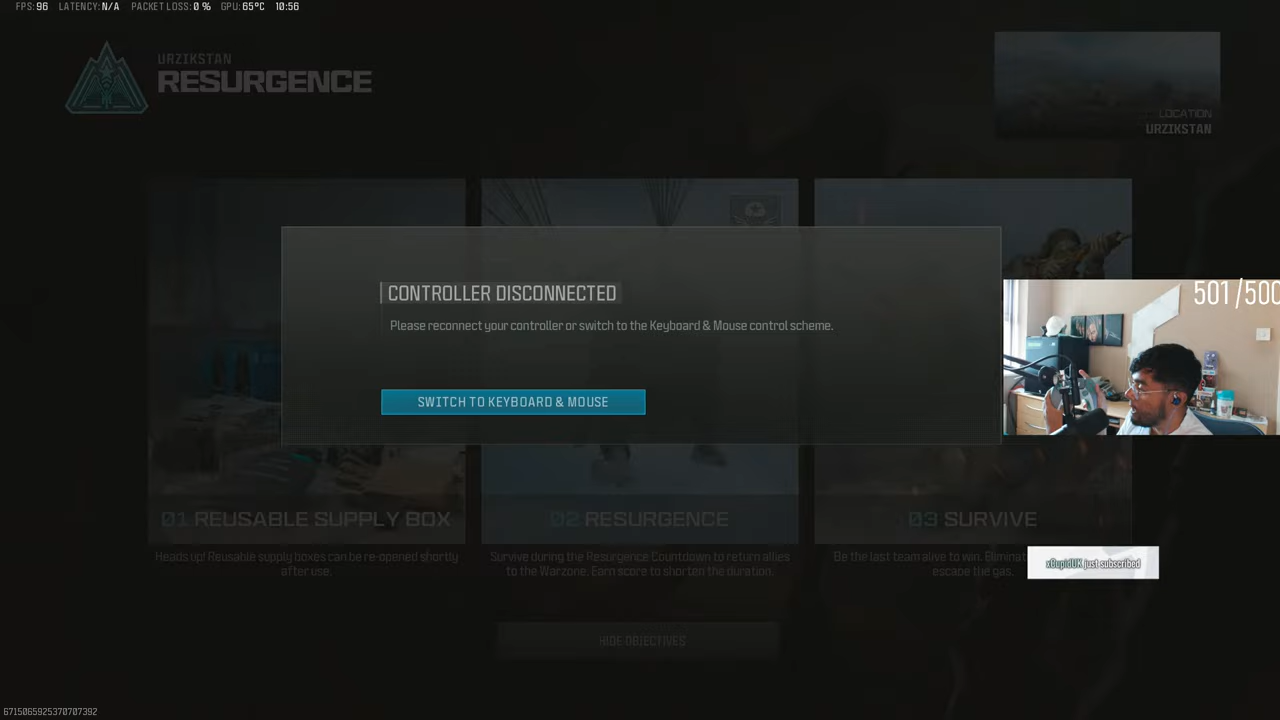 FPS: 96 LATENCY: N/A PACKET LOSS: 0 % GPU: 65ºC 10:56
URZIKSTAN
RESURGENCE
LOCATION
URZIKSTAN
CONTROLLER DISCONNECTED
Please reconnect your controller or switch to the Keyboard & Mouse control scheme.
SWITCH TO KEYBOARD & MOUSE
501 /500
01 REUSABLE SUPPLY BOX
Heads up! Reusable supply boxes can be re-opened shortly
after use.
02 RESURGENCE
Survive during the Resurgence Countdown to return allies
to the Warzone. Earn score to shorten the duration.
03 SURVIVE
Be the last team alive to win.
escape the gas.
just subscribed
HIDE OBJECTIVES
6715065925370707392